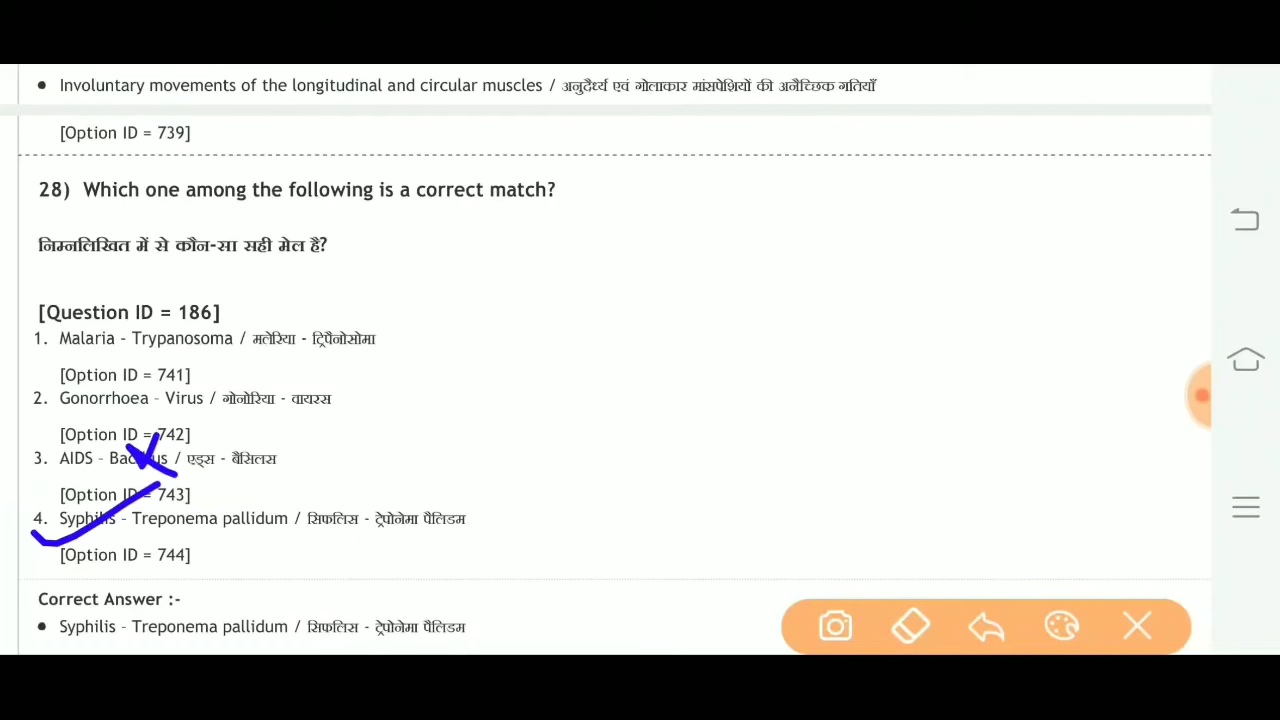 • Involuntary movements of the longitudinal and circular muscles / अनुदैर्ध्य एवं गोलाकार मांसपेशियों की अनैच्छिक गतियाँ
[Option ID = 739]
28) Which one among the following is a correct match?
निम्नलिखित में से कौन-सा सही मेल है?
[Question ID = 186]
1. Malaria - Trypanosoma / मलेरिया - ट्रिपैनोसोमा
[Option ID = 741]
2. Gonorrhoea - Virus / गोनोरिया - वायरस
[Option ID = 742]
3. AIDS - Bacillus / एड्स - बैसिलस
[Option ID = 743]
4. Syphilis - Treponema pallidum / सिफलिस - ट्रेपोनेमा पैलिडम
[Option ID = 744]
Correct Answer :-
• Syphilis - Treponema pallidum / सिफलिस - ट्रेपोनेमा पैलिडम